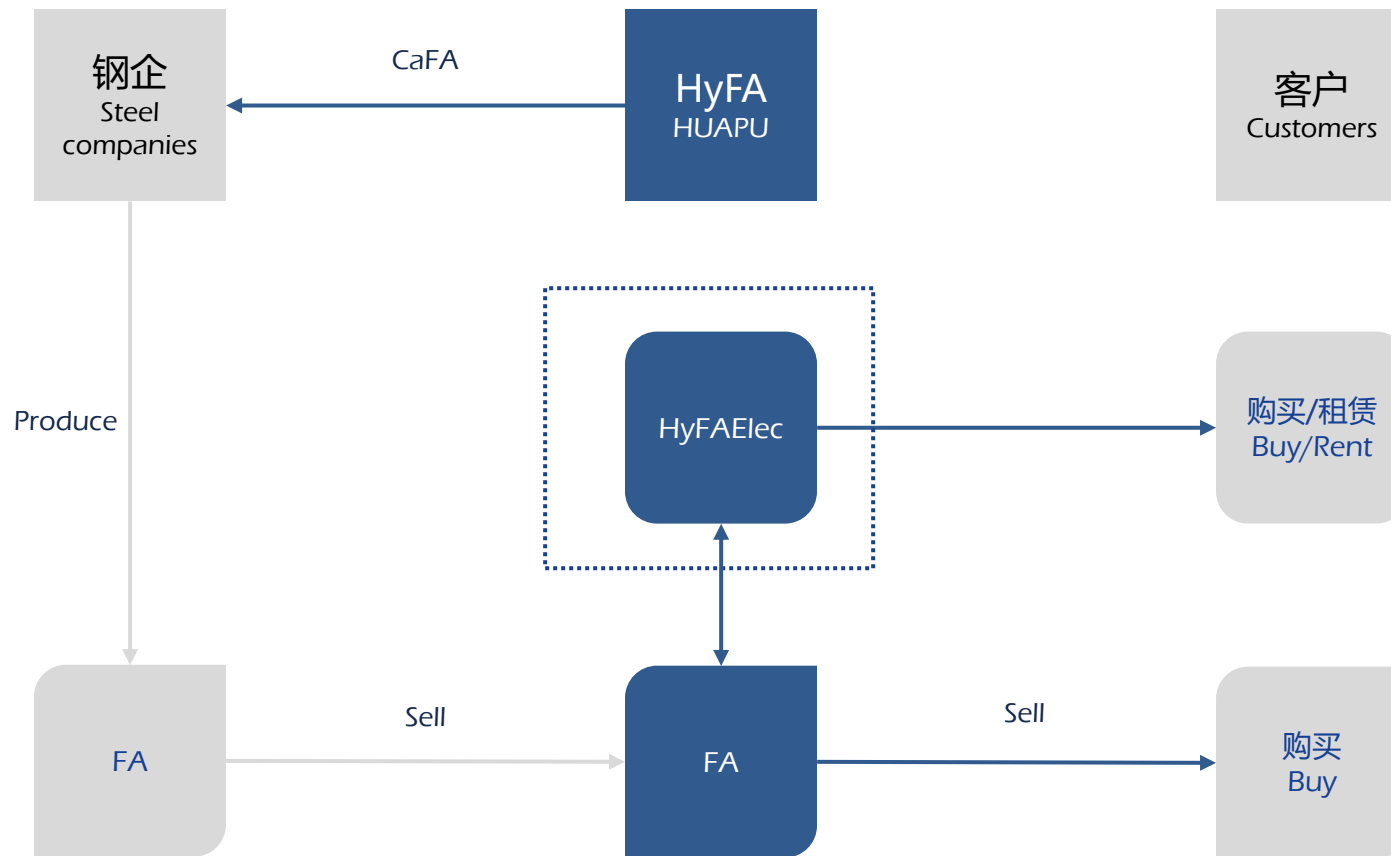 钢企
Steel
companies
CaFA
HyFA
HUAPU
客户
Customers
Produce
HyFAElec
购买/租赁
Buy/Rent
FA
Sell
FA
Sell
购买
Buy